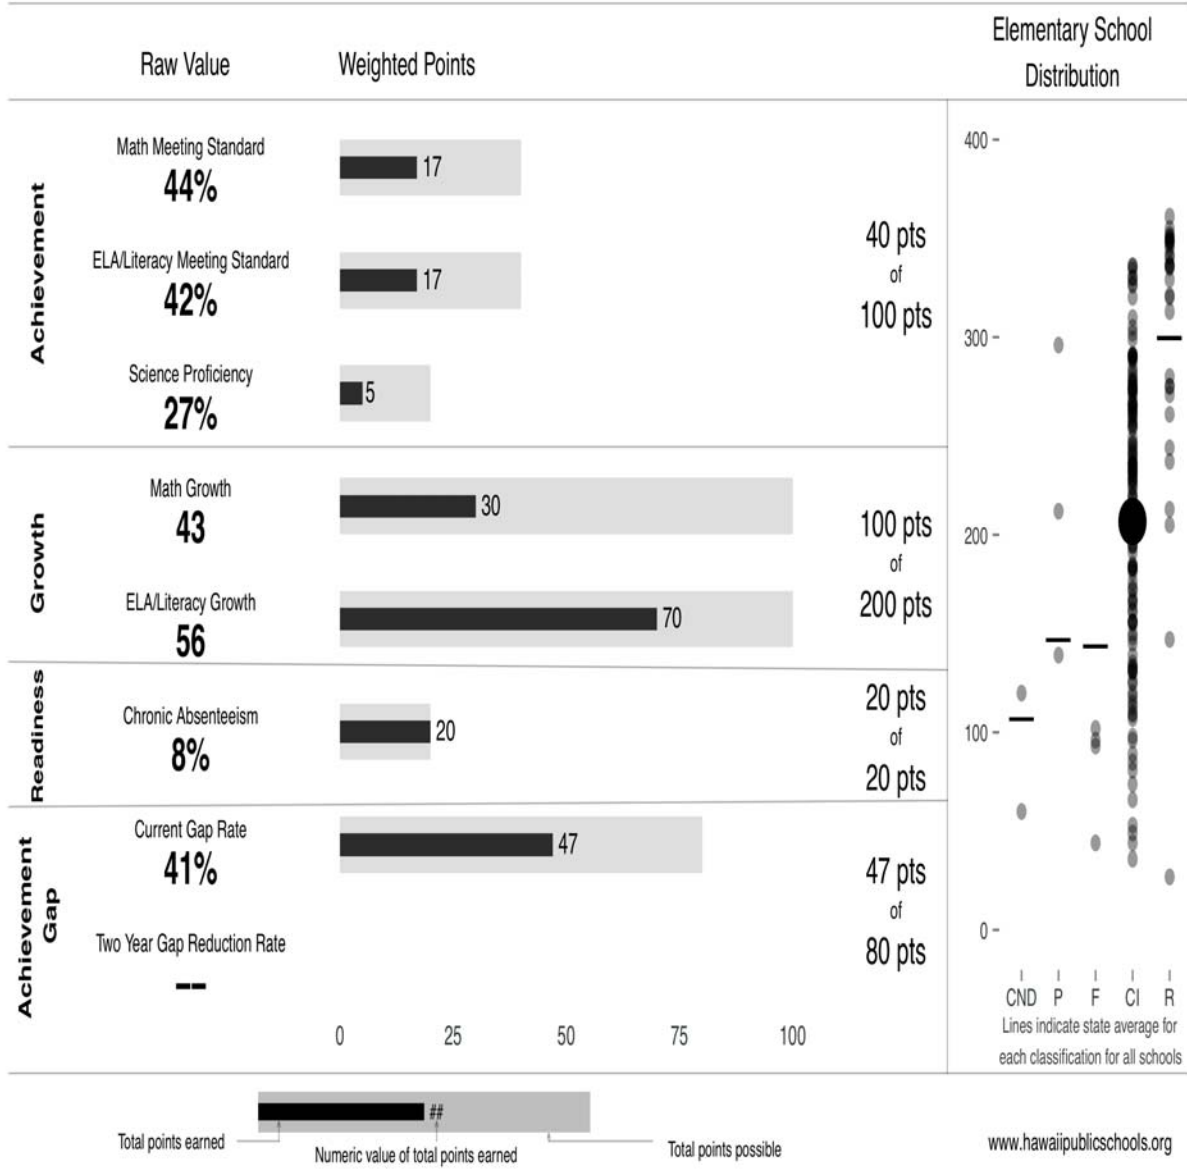 Raw Value
Weighted Points
Elementary School
Distribution
Achievement
Math Meeting Standard
44%
17
ELA/Literacy Meeting Standard
42%
17
Science Proficiency
27%
5
40 pts
of
100 pts
Growth
Math Growth
43
30
ELA/Literacy Growth
56
70
100 pts
of
200 pts
Readiness
Chronic Absenteeism
8%
20
20 pts
of
20 pts
Achievement
Gap
Current Gap Rate
41%
47
Two Year Gap Reduction Rate
--
47 pts
of
80 pts
0 25 50 75 100
400
300
200
100
0
CND P F CI R
Lines indicate state average for
each classification for all schools
##
Total points earned
Numeric value of total points earned
Total points possible
www.hawaiipublicschools.org